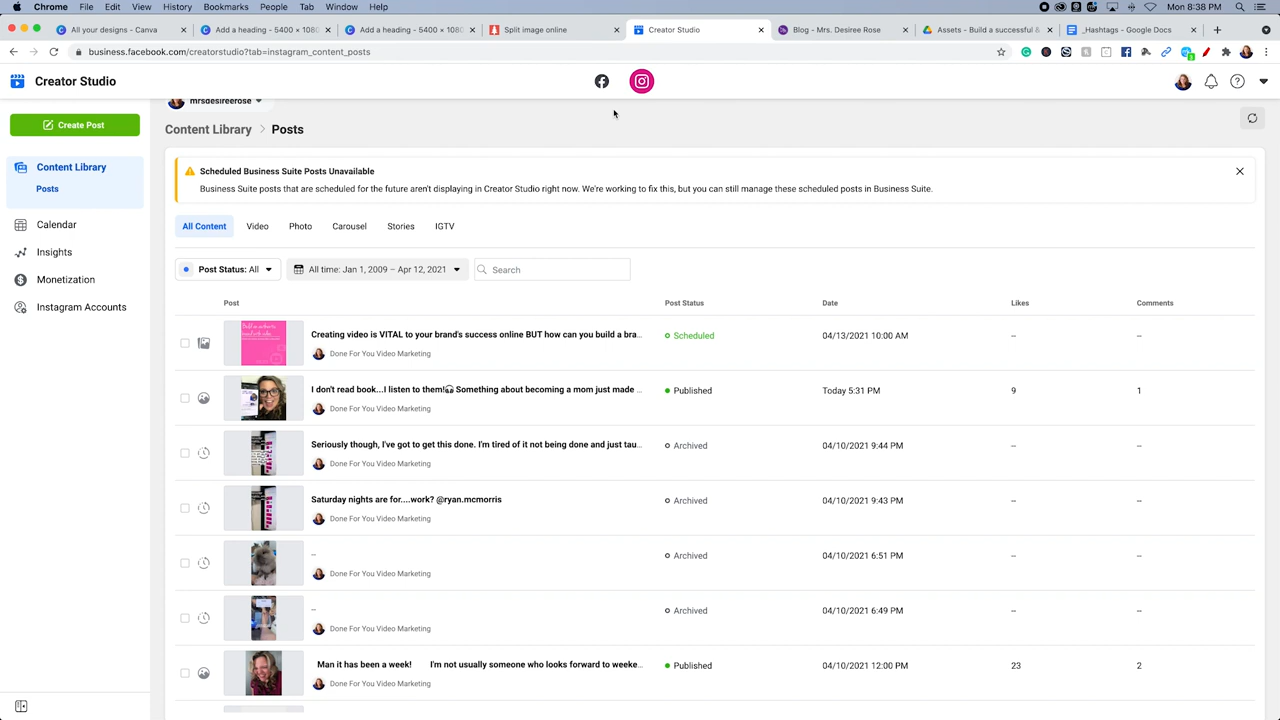 Chrome File Edit View History Bookmarks People Tab Window Help Mon Apr 12 8:38 PM
All your designs - Canva Add a heading - 5400 × 1080 Add a heading - 5400 × 1080 Split image online Creator Studio Blog - Mrs. Desiree Rose Assets - Build a successful & _Hashtags - Google Docs
business.facebook.com/creatorstudio?tab=instagram_content_posts
Creator Studio
mrsdesireerose
Create Post
Content Library > Posts
Content Library
Posts
Calendar
Insights
Monetization
Instagram Accounts
Scheduled Business Suite Posts Unavailable
Business Suite posts that are scheduled for the future aren't displaying in Creator Studio right now. We're working to fix this, but you can still manage these scheduled posts in Business Suite.
All Content Video Photo Carousel Stories IGTV
Post Status: All All time: Jan 1, 2009 – Apr 12, 2021 Search
Post Post Status Date Likes Comments
Creating video is VITAL to your brand's success online BUT how can you build a bra... Scheduled 04/13/2021 10:00 AM -- --
Done For You Video Marketing
I don't read book...I listen to them!🎧 Something about becoming a mom just made ... Published Today 5:31 PM 9 1
Done For You Video Marketing
Seriously though, I've got to get this done. I'm tired of it not being done and just tau... Archived 04/10/2021 9:44 PM -- --
Done For You Video Marketing
Saturday nights are for....work? @ryan.mcmorris Archived 04/10/2021 9:43 PM -- --
Done For You Video Marketing
-- Archived 04/10/2021 6:51 PM -- --
Done For You Video Marketing
-- Archived 04/10/2021 6:49 PM -- --
Done For You Video Marketing
Man it has been a week! I'm not usually someone who looks forward to weeke... Published 04/10/2021 12:00 PM 23 2
Done For You Video Marketing